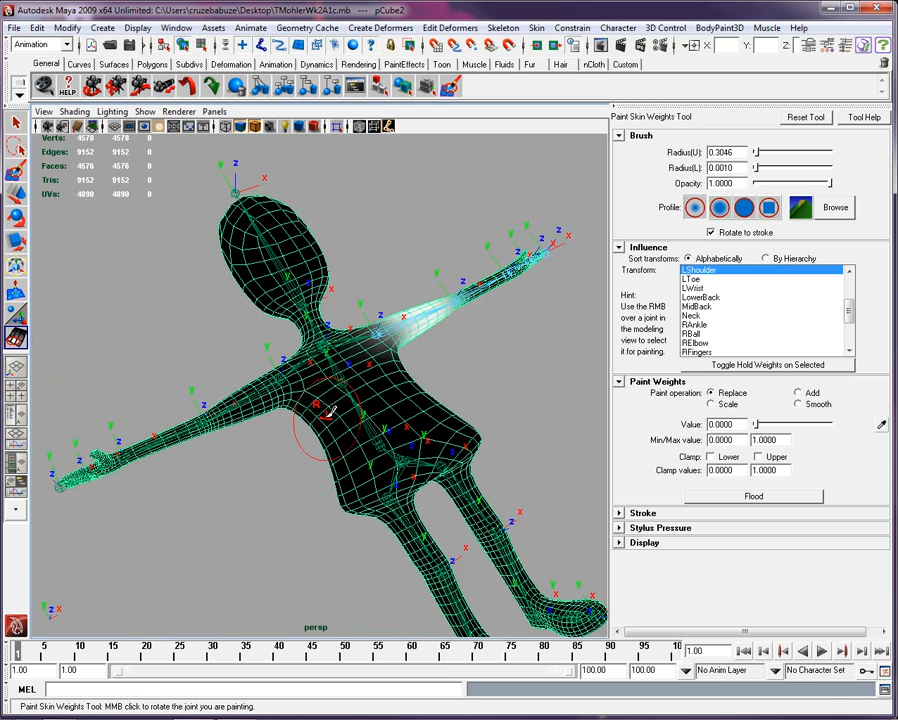 Autodesk Maya 2009 x64 Unlimited: C:\Users\cruzebabuze\Desktop\TMohlerWk2A1c.mb  -  pCube2
File Edit Modify Create Display Window Assets Animate Geometry Cache Create Deformers Edit Deformers Skeleton Skin Constrain Character 3D Control BodyPaint3D Muscle Help
Animation X: Y: Z:
General Curves Surfaces Polygons Subdivs Deformation Animation Dynamics Rendering PaintEffects Toon Muscle Fluids Fur Hair nCloth Custom
HELP
View Shading Lighting Show Renderer Panels
Verts: 4578 4578 0
Edges: 9152 9152 0
Faces: 4576 4576 0
Tris: 9152 9152 0
UVs: 4890 4890 0
R
persp
Paint Skin Weights Tool Reset Tool Tool Help
Brush
Radius(U): 0.3046
Radius(L): 0.0010
Opacity: 1.0000
Profile: Browse
Rotate to stroke
Influence
Sort transforms: Alphabetically By Hierarchy
Transform: LShoulder
LToe
LWrist
LowerBack
MidBack
Neck
RAnkle
RBall
RElbow
RFingers
Hint:
Use the RMB
over a joint in
the modeling
view to select
it for painting.
Toggle Hold Weights on Selected
Paint Weights
Paint operation: Replace Add
Scale Smooth
Value: 0.0000
Min/Max value: 0.0000 1.0000
Clamp: Lower Upper
Clamp values: 0.0000 1.0000
Flood
Stroke
Stylus Pressure
Display
1 5 10 15 20 25 30 35 40 45 50 55 60 65 70 75 80 85 90 95 100 1.00
1.00 1.00 100.00 100.00 No Anim Layer No Character Set
MEL
Paint Skin Weights Tool: MMB click to rotate the joint you are painting.